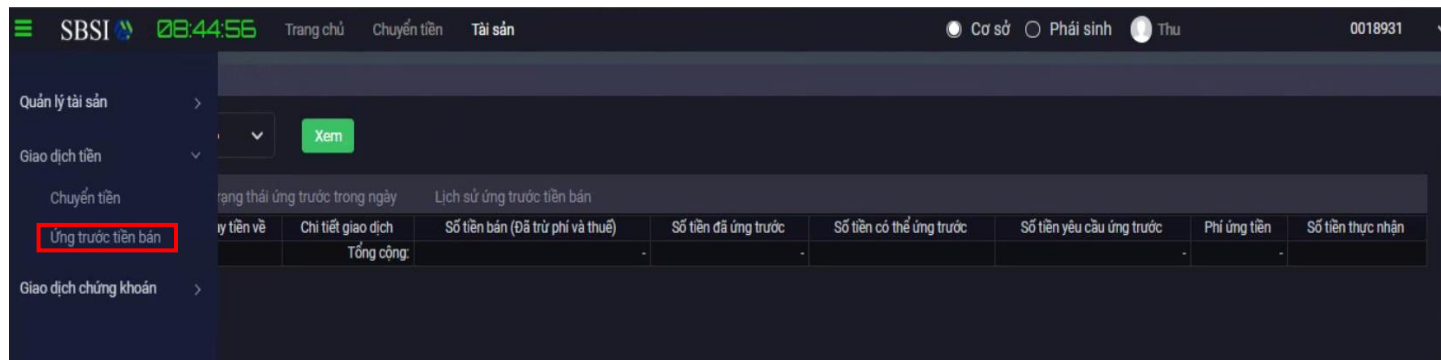 SBSI 08:44:56 Trang chủ Chuyển tiền Tài sản Cơ sở Phái sinh Thu 0018931
Quản lý tài sản
Xem
Giao dịch tiền
Chuyển tiền
trạng thái ứng trước trong ngày Lịch sử ứng trước tiền bán
Ứng trước tiền bán
tiền về Chi tiết giao dịch Số tiền bán (Đã trừ phí và thuế) Số tiền đã ứng trước Số tiền có thể ứng trước Số tiền yêu cầu ứng trước Phí ứng tiền Số tiền thực nhận
Tổng cộng: - - - -
Giao dịch chứng khoán